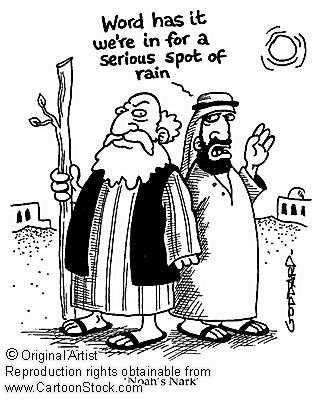 Word has it
we're in for a
serious spot of
rain
© Original Artist
Reproduction rights obtainable from
www.CartoonStock.com
'Noah's Nark'